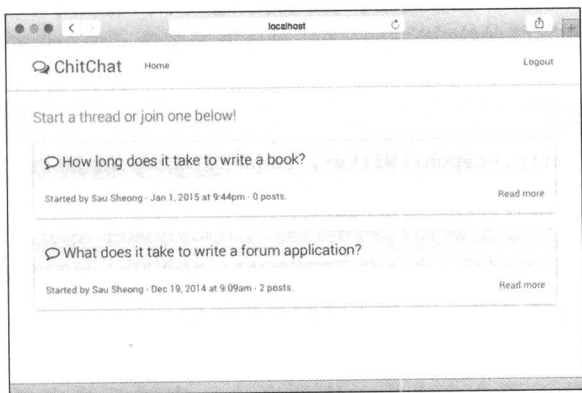 localhost
ChitChat Home Logout
Start a thread or join one below!
How long does it take to write a book?
Started by Sau Sheong - Jan 1, 2015 at 9:44pm - 0 posts. Read more
What does it take to write a forum application?
Started by Sau Sheong - Dec 19, 2014 at 9:09am - 2 posts. Read more